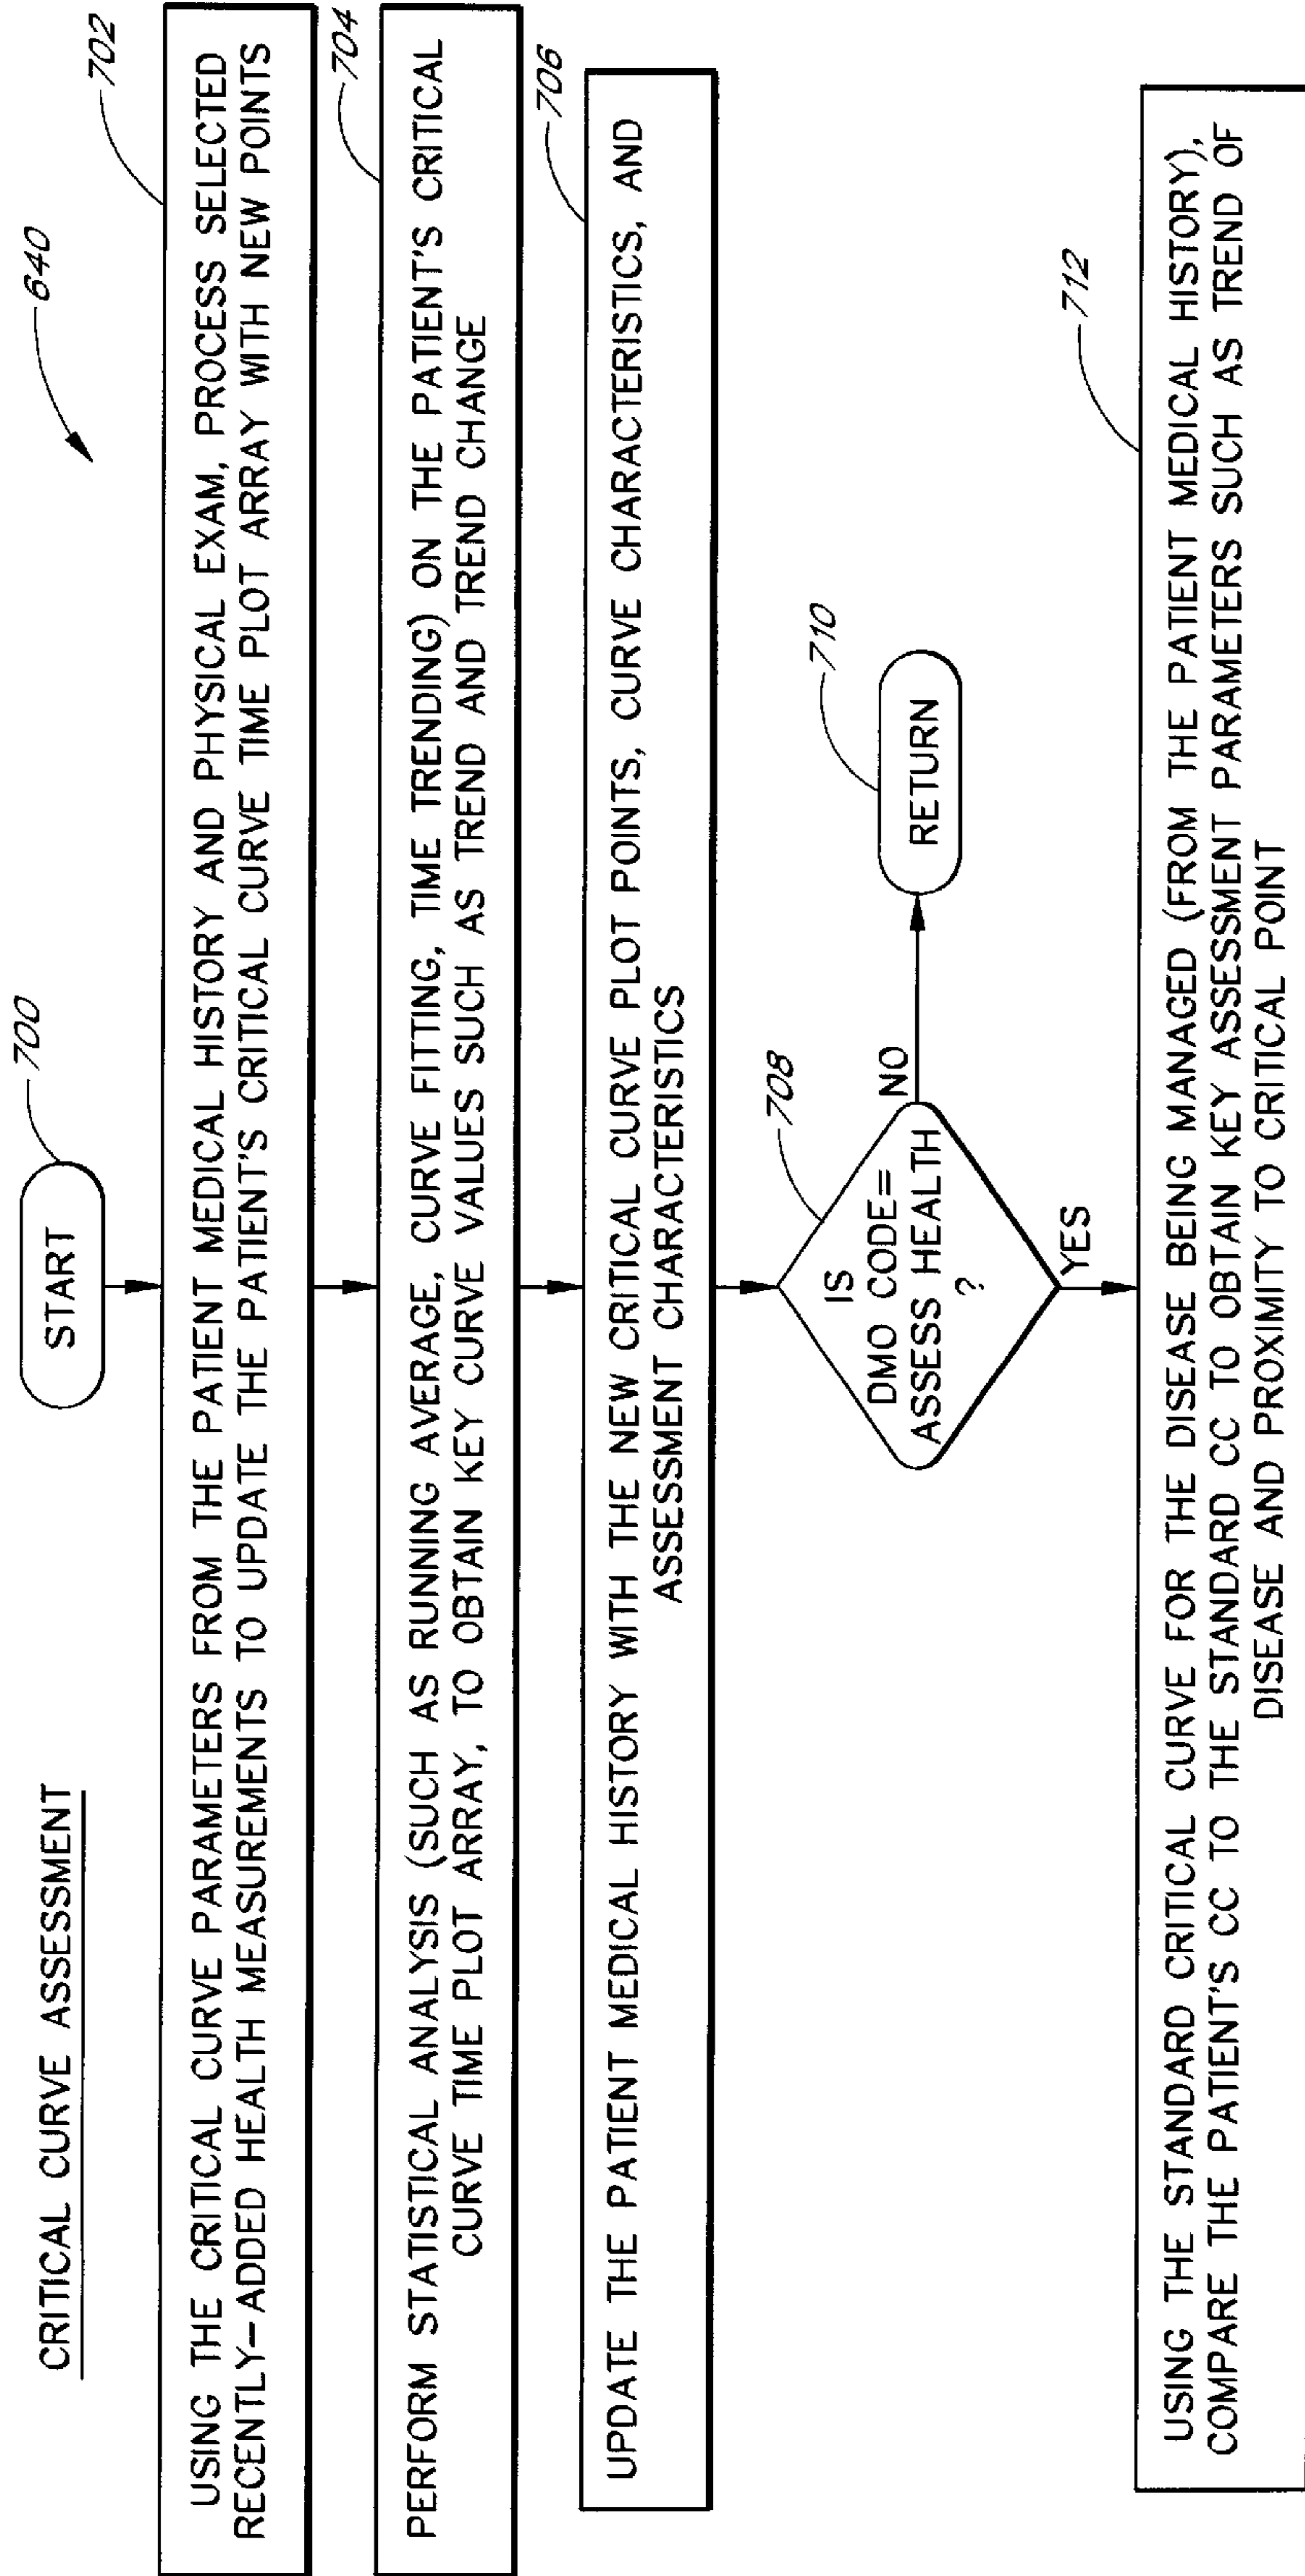 CRITICAL CURVE ASSESSMENT
640
700
START
702
USING THE CRITICAL CURVE PARAMETERS FROM THE PATIENT MEDICAL HISTORY AND PHYSICAL EXAM, PROCESS SELECTED
RECENTLY-ADDED HEALTH MEASUREMENTS TO UPDATE THE PATIENT'S CRITICAL CURVE TIME PLOT ARRAY WITH NEW POINTS
704
PERFORM STATISTICAL ANALYSIS (SUCH AS RUNNING AVERAGE, CURVE FITTING, TIME TRENDING) ON THE PATIENT'S CRITICAL
CURVE TIME PLOT ARRAY, TO OBTAIN KEY CURVE VALUES SUCH AS TREND AND TREND CHANGE
706
UPDATE THE PATIENT MEDICAL HISTORY WITH THE NEW CRITICAL CURVE PLOT POINTS, CURVE CHARACTERISTICS, AND
ASSESSMENT CHARACTERISTICS
708
IS
DMO CODE=
ASSESS HEALTH
?
NO
710
RETURN
YES
712
USING THE STANDARD CRITICAL CURVE FOR THE DISEASE BEING MANAGED (FROM THE PATIENT MEDICAL HISTORY),
COMPARE THE PATIENT'S CC TO THE STANDARD CC TO OBTAIN KEY ASSESSMENT PARAMETERS SUCH AS TREND OF
DISEASE AND PROXIMITY TO CRITICAL POINT